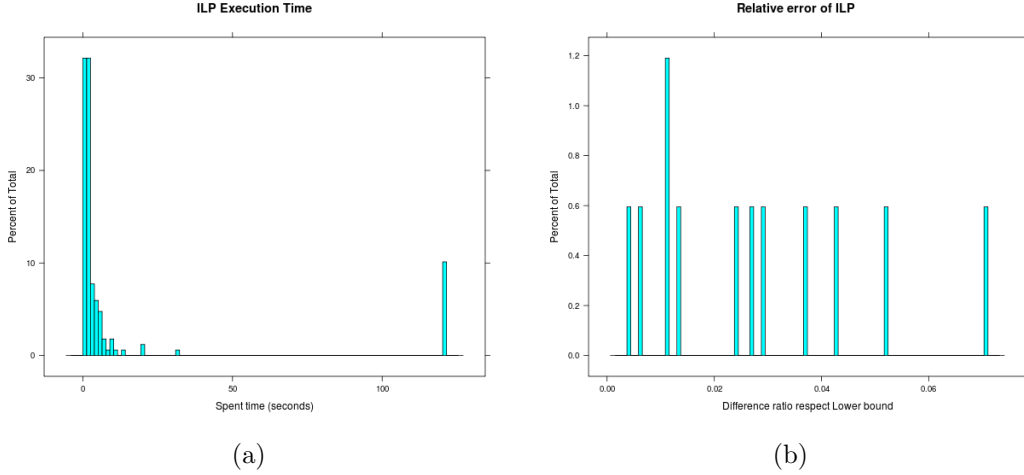 ILP Execution Time
Percent of Total
30
20
10
0
0 50 100
Spent time (seconds)
(a)
Relative error of ILP
Percent of Total
1.2
1.0
0.8
0.6
0.4
0.2
0.0
0.00 0.02 0.04 0.06
Difference ratio respect Lower bound
(b)